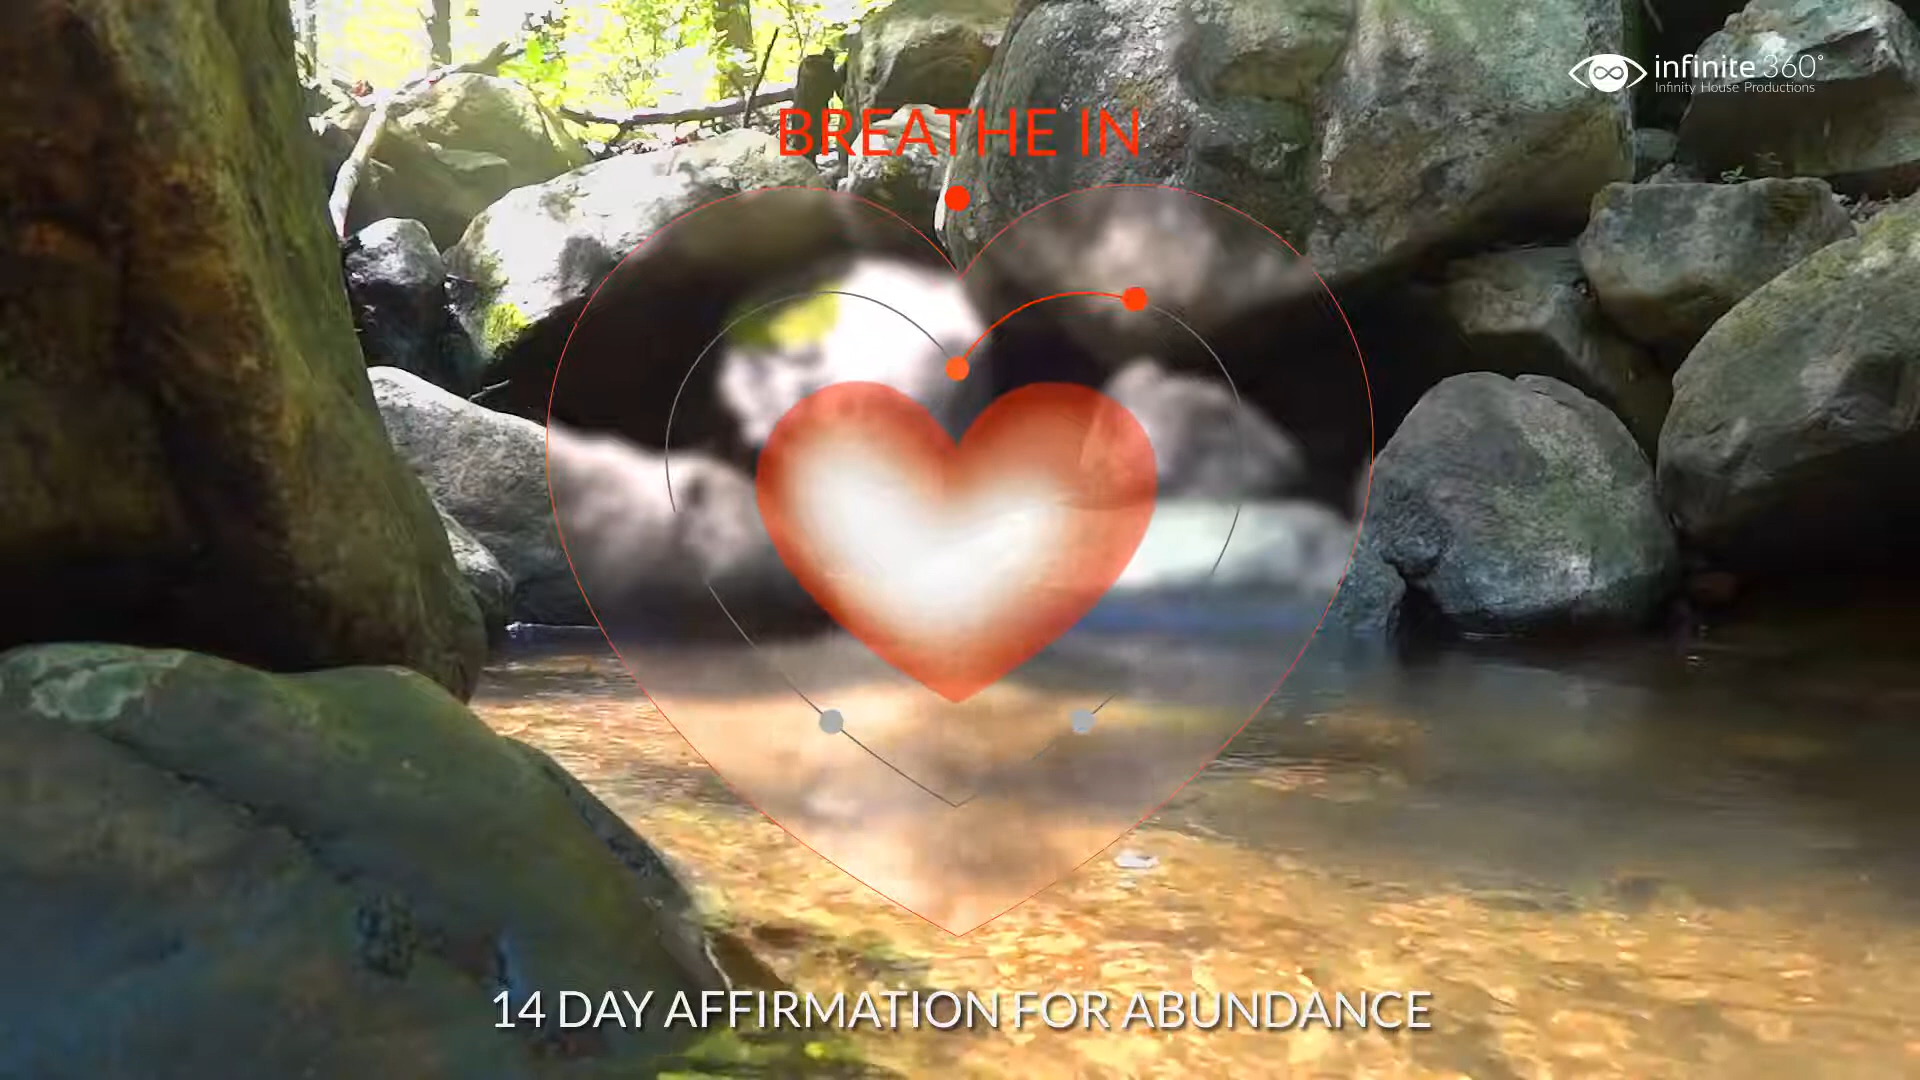 infinite 360°
Infinity House Productions
BREATHE IN
14 DAY AFFIRMATION FOR ABUNDANCE